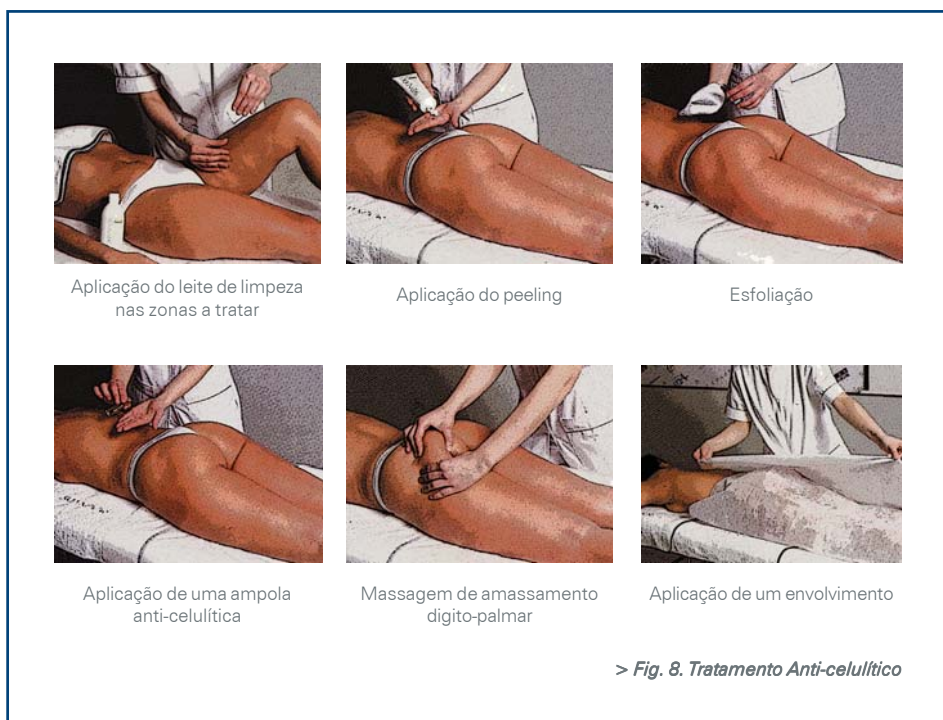 Aplicação do leite de limpeza
nas zonas a tratar
Aplicação do peeling
Esfoliação
Aplicação de uma ampola
anti-celulítica
Massagem de amassamento
digito-palmar
Aplicação de um envolvimento
> Fig. 8. Tratamento Anti-celulítico